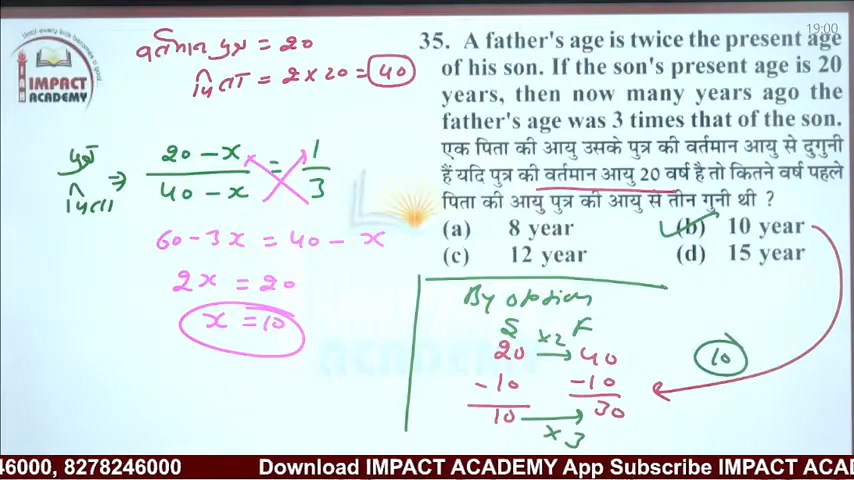 19:00
IMPACT
ACADEMY
वर्तमान पुत्र = 20
पिता = 2 × 20 = 40
पुत्र
पिता
⇒ 20 - x / 40 - x = 1 / 3
60 - 3x = 40 - x
2x = 20
x = 10
35. A father's age is twice the present age
of his son. If the son's present age is 20
years, then now many years ago the
father's age was 3 times that of the son.
एक पिता की आयु उसके पुत्र की वर्तमान आयु से दुगुनी
हैं यदि पुत्र की वर्तमान आयु 20 वर्ष है तो कितने वर्ष पहले
पिता की आयु पुत्र की आयु से तीन गुनी थी ?
(a) 8 year (b) 10 year
(c) 12 year (d) 15 year
By option
S F
20 ×2 → 40
-10 -10
10 → 30
×3
10
46000, 8278246000 Download IMPACT ACADEMY App Subscribe IMPACT ACA